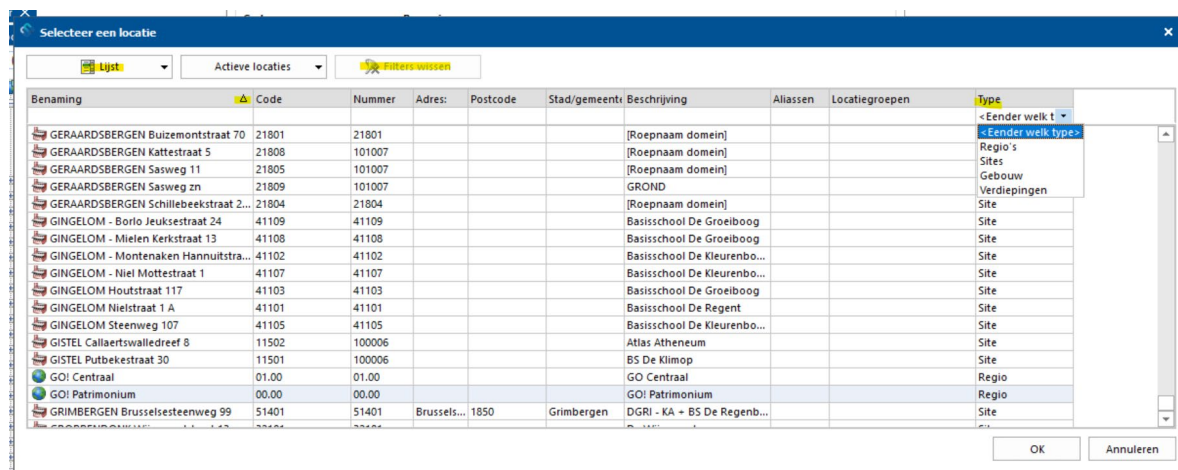 Selecteer een locatie
Lijst Actieve locaties Filters wissen
Benaming Code Nummer Adres: Postcode Stad/gemeente Beschrijving Aliassen Locatiegroepen Type
<Eender welk t
<Eender welk type>
Regio's
Sites
Gebouw
Verdiepingen
GERAARDSBERGEN Buizemontstraat 70 21801 21801 [Roepnaam domein]
GERAARDSBERGEN Kattestraat 5 21808 101007 [Roepnaam domein]
GERAARDSBERGEN Sasweg 11 21805 101007 [Roepnaam domein]
GERAARDSBERGEN Sasweg zn 21809 101007 GROND
GERAARDSBERGEN Schillebeekstraat 2... 21804 21804 [Roepnaam domein] Site
GINGELOM - Borlo Jeuksestraat 24 41109 41109 Basisschool De Groeiboog Site
GINGELOM - Mielen Kerkstraat 13 41108 41108 Basisschool De Groeiboog Site
GINGELOM - Montenaken Hannuitstra... 41102 41102 Basisschool De Kleurenbo... Site
GINGELOM - Niel Mottestraat 1 41107 41107 Basisschool De Groeiboog Site
GINGELOM Houtstraat 117 41103 41103 Basisschool De Groeiboog Site
GINGELOM Nielstraat 1 A 41101 41101 Basisschool De Regent Site
GINGELOM Steenweg 107 41105 41105 Basisschool De Kleurenbo... Site
GISTEL Callaertswalledreef 8 11502 100006 Atlas Atheneum Site
GISTEL Putbekestraat 30 11501 100006 BS De Klimop Site
GO! Centraal 01.00 01.00 GO Centraal Regio
GO! Patrimonium 00.00 00.00 GO! Patrimonium Regio
GRIMBERGEN Brusselsesteenweg 99 51401 51401 Brussels... 1850 Grimbergen DGRI - KA + BS De Regenb... Site
OK Annuleren